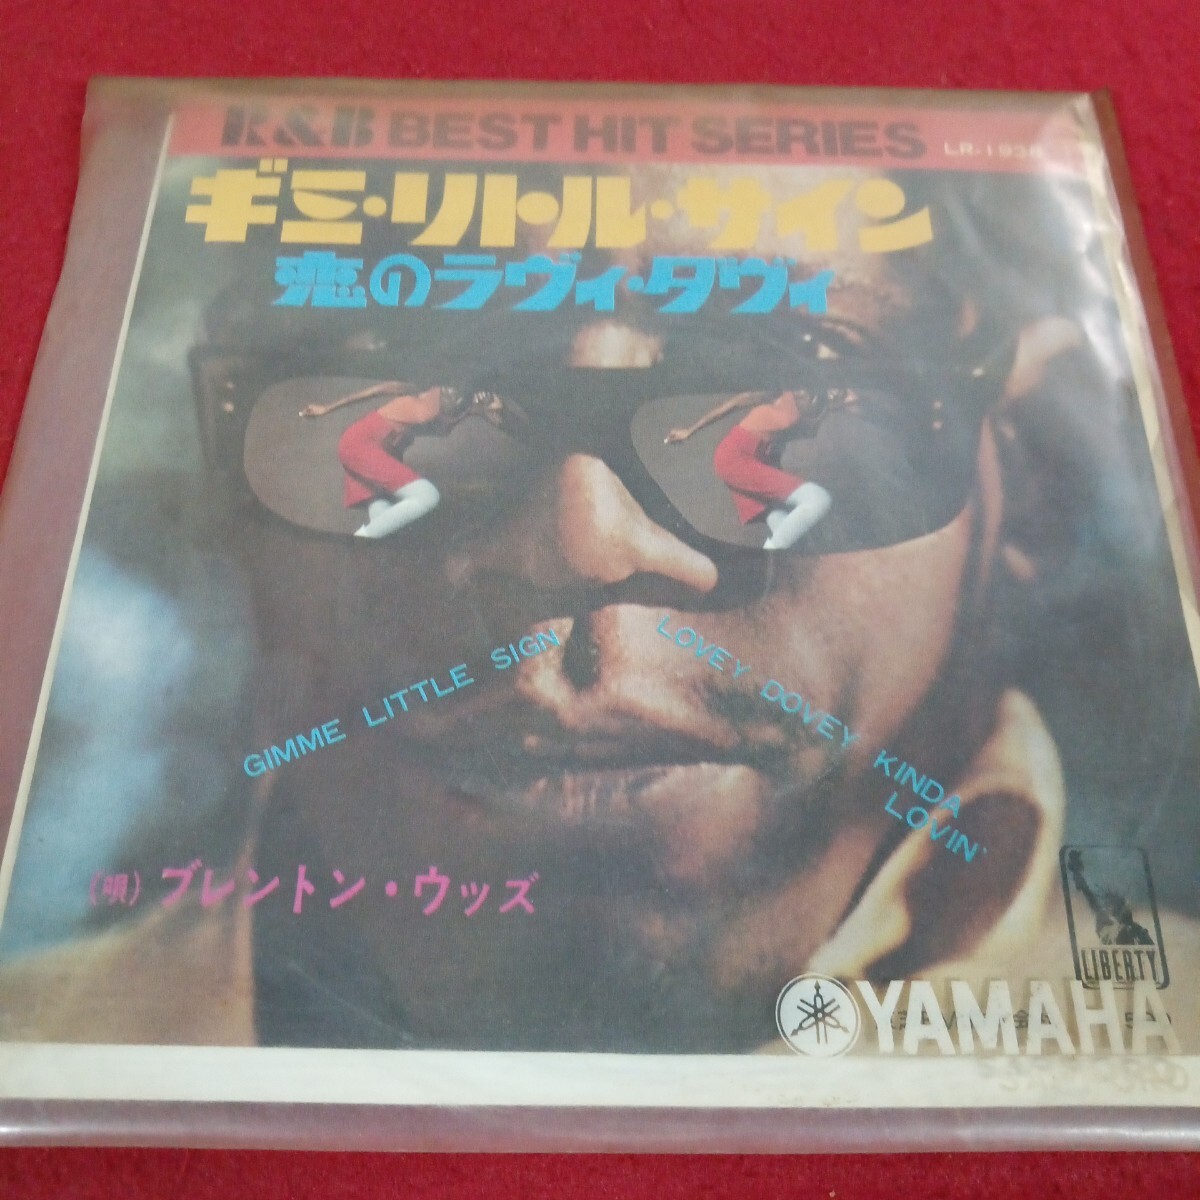 R&B BEST HIT SERIES
LR-1938
ギミ・リトル・サイン
恋のラヴィ・ダヴィ
GIMME LITTLE SIGN
LOVEY DOVEY KINDA
LOVIN'
(唄) ブレントン・ウッズ
LIBERTY
YAMAHA